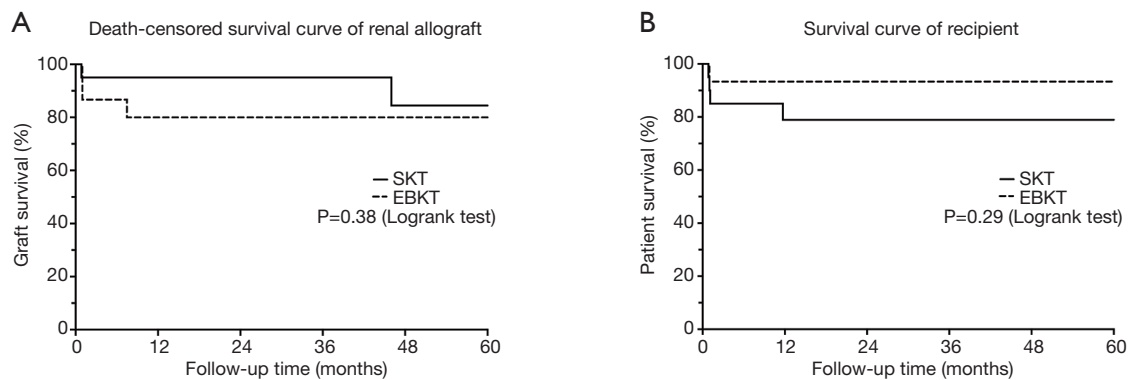 A
Death-censored survival curve of renal allograft
100
80
60
40
20
0
Graft survival (%)
SKT
EBKT
P=0.38 (Logrank test)
0 12 24 36 48 60
Follow-up time (months)
B
Survival curve of recipient
100
80
60
40
20
0
Patient survival (%)
SKT
EBKT
P=0.29 (Logrank test)
0 12 24 36 48 60
Follow-up time (months)